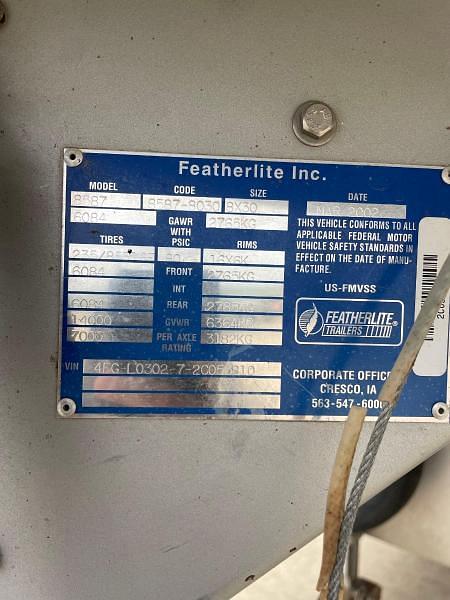 Featherlite Inc.
MODEL CODE SIZE DATE
8587 8587-8030 8X30 2002
6084 GAWR 2765KG
WITH
TIRES PSIC RIMS
16X6K
6084 FRONT 2765KG
INT
6084 REAR 2765KG
14000 GVWR
PER AXLE 3182KG
RATING
VIN
THIS VEHICLE CONFORMS TO ALL
APPLICABLE FEDERAL MOTOR
VEHICLE SAFETY STANDARDS IN
EFFECT ON THE DATE OF MANU-
FACTURE.
US-FMVSS
FEATHERLITE
TRAILERS
CORPORATE OFFICE
CRESCO, IA